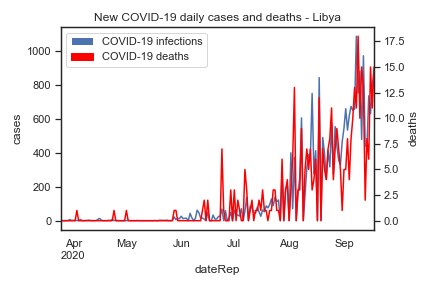 New COVID-19 daily cases and deaths - Libya
COVID-19 infections
COVID-19 deaths
1000
800
600
400
200
0
cases
17.5
15.0
12.5
10.0
7.5
5.0
2.5
0.0
deaths
Apr May Jun Jul Aug Sep
2020
dateRep